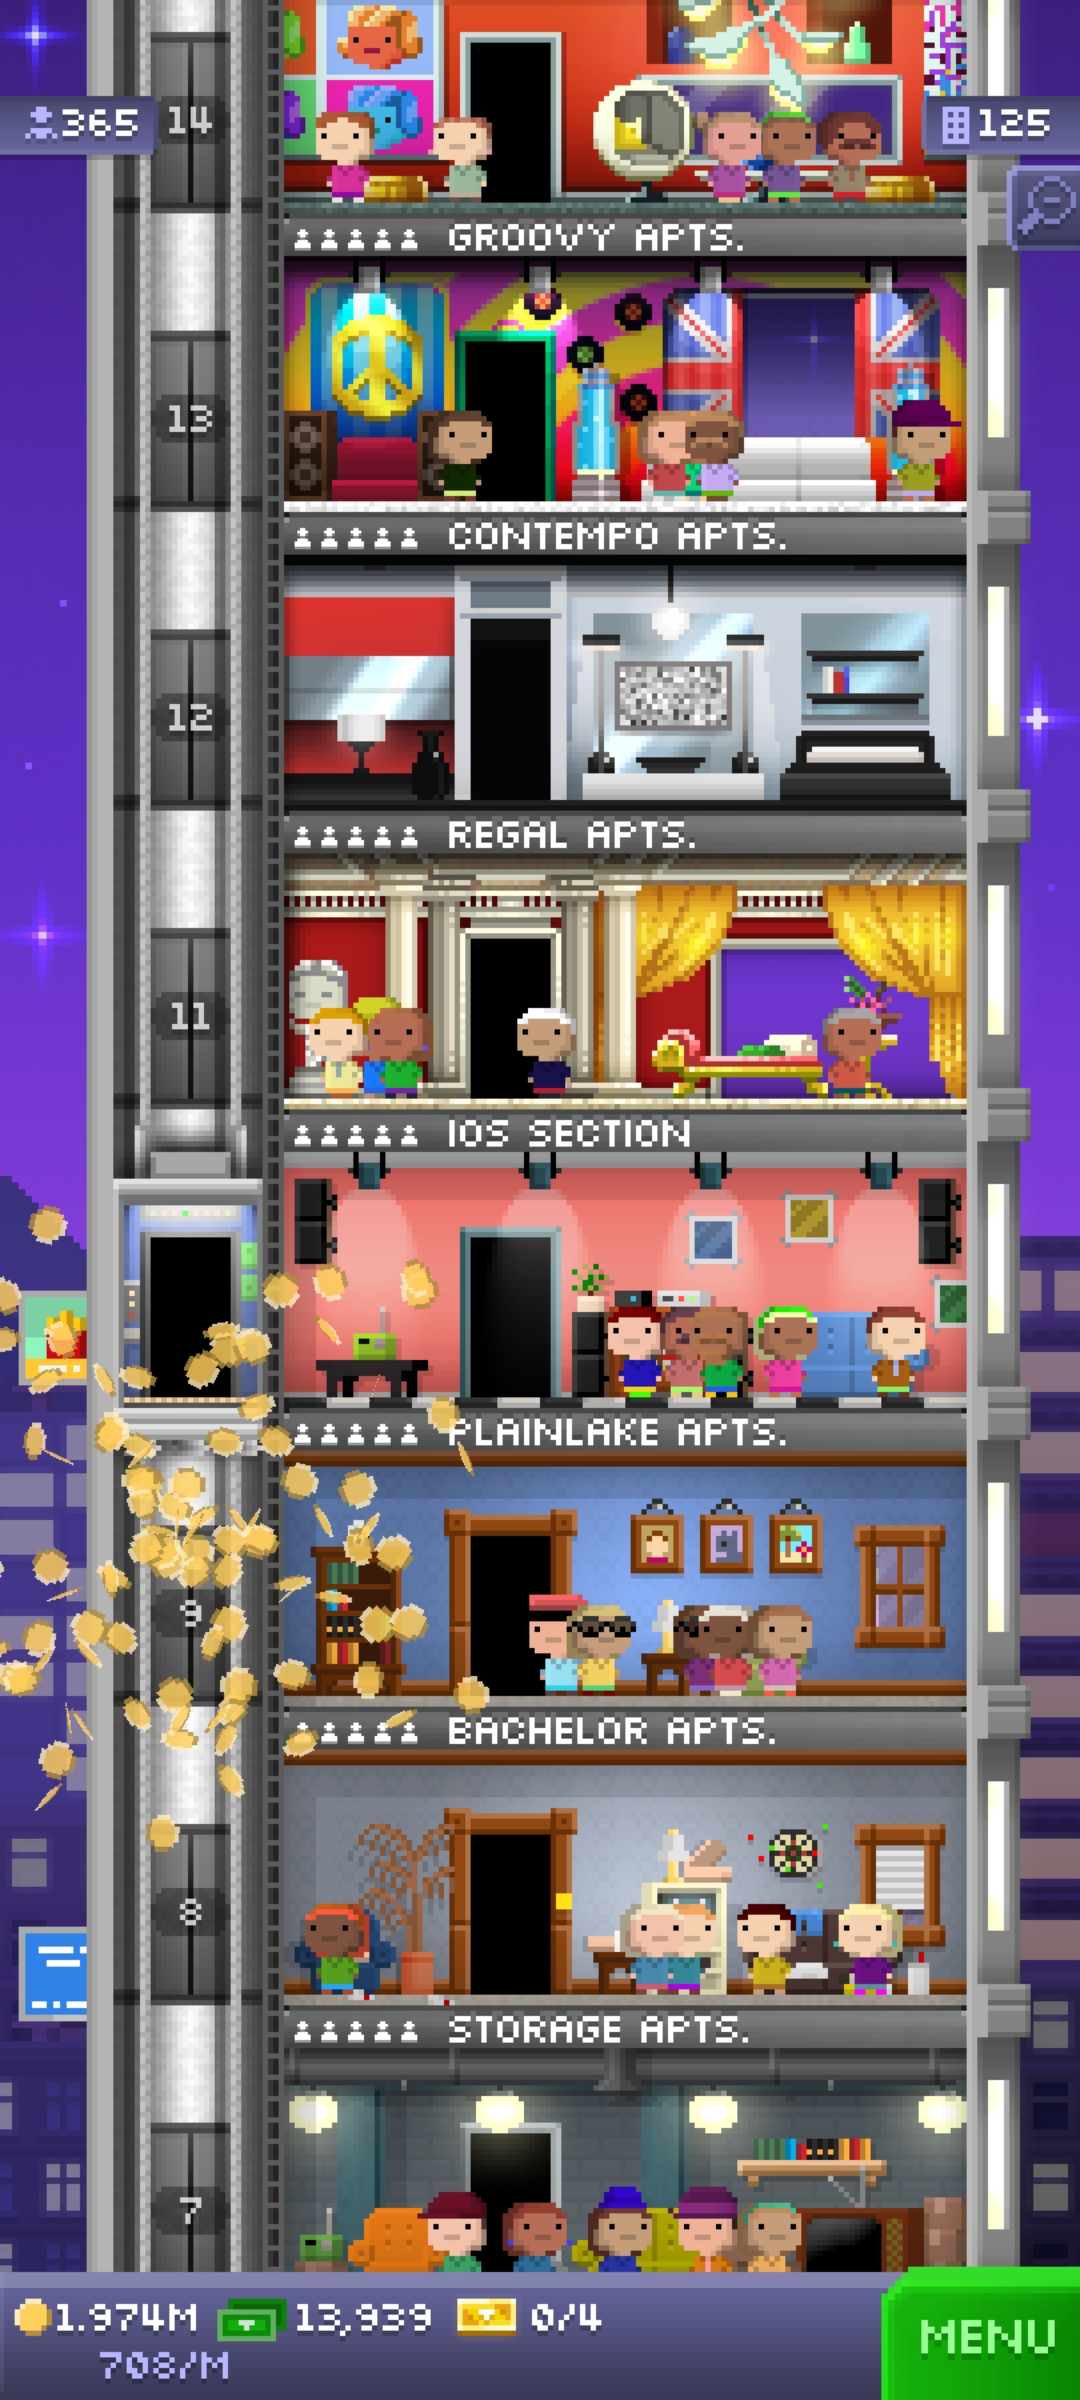 365
14
125
GROOVY APTS.
13
CONTEMPO APTS.
12
REGAL APTS.
11
IOS SECTION
PLAINLAKE APTS.
9
BACHELOR APTS.
8
STORAGE APTS.
7
1.974M 13,939 0/4
708/M
MENU